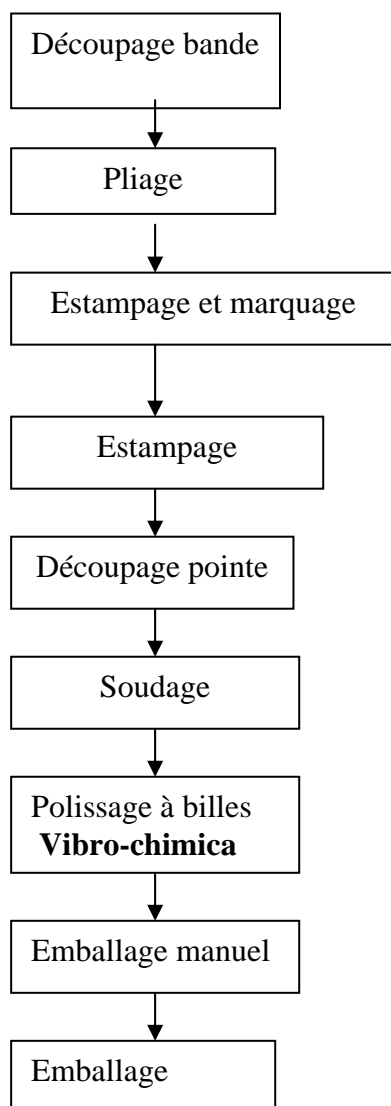 Découpage bande
Pliage
Estampage et marquage
Estampage
Découpage pointe
Soudage
Polissage à billes
Vibro-chimica
Emballage manuel
Emballage